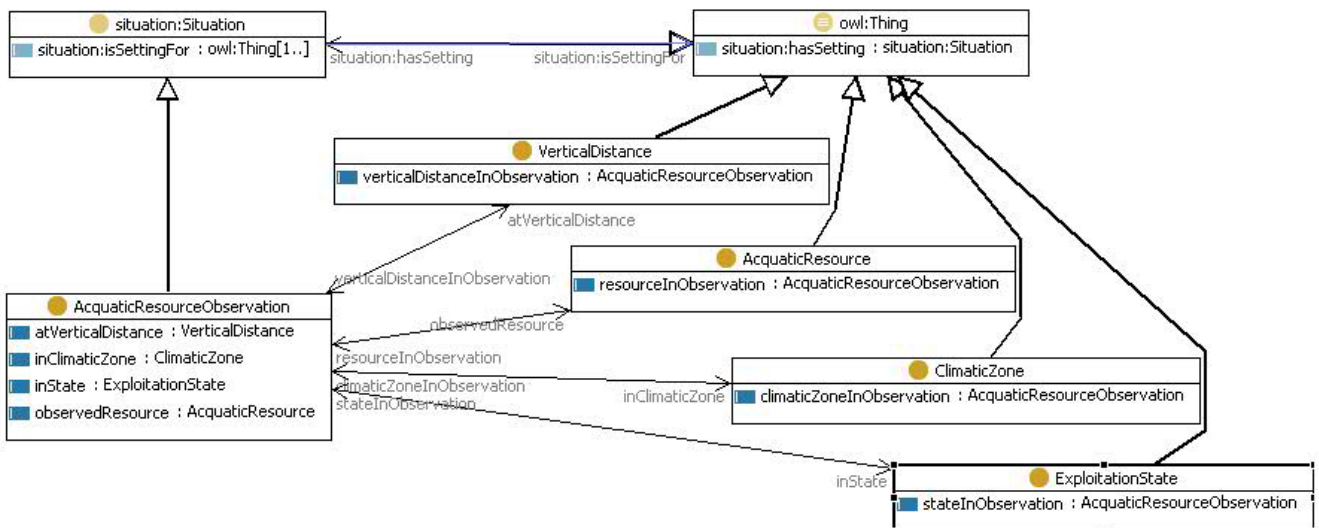 situation:Situation
situation:isSettingFor : owl:Thing[1..]
situation:hasSetting
situation:isSettingFor
owl:Thing
situation:hasSetting : situation:Situation
VerticalDistance
verticalDistanceInObservation : AcquaticResourceObservation
atVerticalDistance
verticalDistanceInObservation
AcquaticResource
resourceInObservation : AcquaticResourceObservation
observedResource
resourceInObservation
AcquaticResourceObservation
atVerticalDistance : VerticalDistance
inClimaticZone : ClimaticZone
inState : ExploitationState
observedResource : AcquaticResource
climaticZoneInObservation
stateInObservation
inClimaticZone
ClimaticZone
climaticZoneInObservation : AcquaticResourceObservation
inState
ExploitationState
stateInObservation : AcquaticResourceObservation